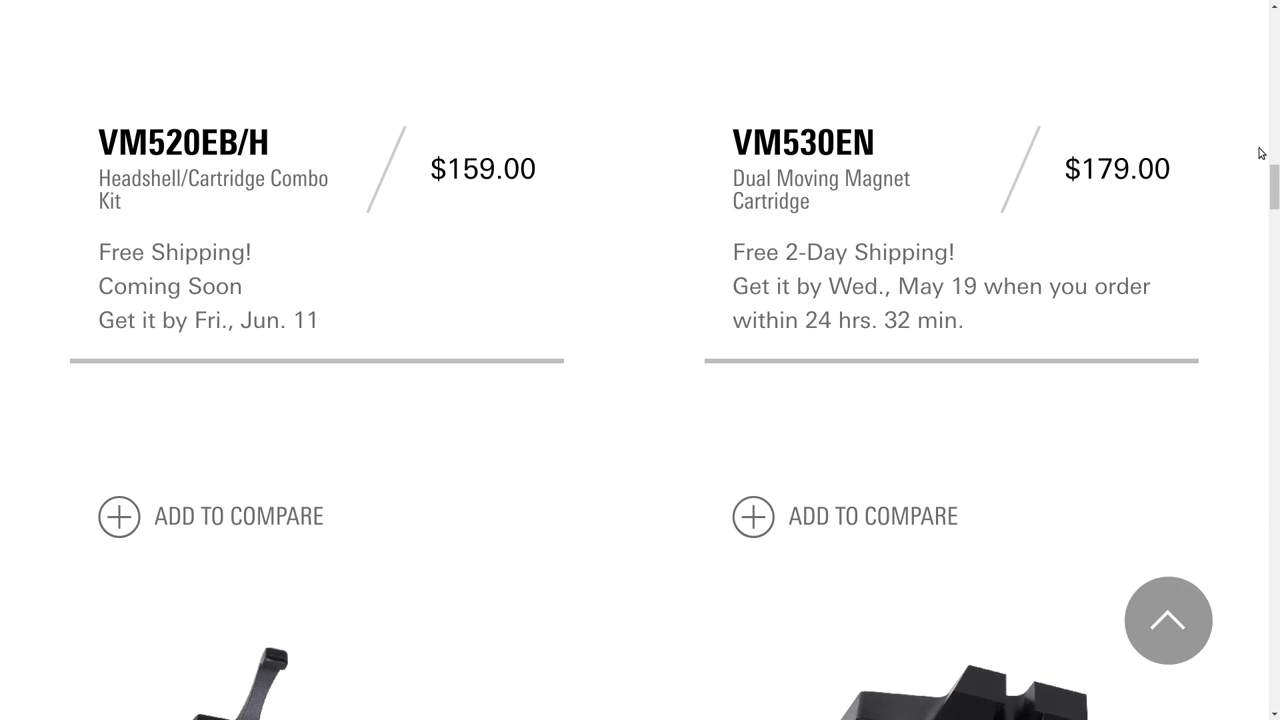 VM520EB/H
Headshell/Cartridge Combo
Kit
$159.00
Free Shipping!
Coming Soon
Get it by Fri., Jun. 11
ADD TO COMPARE
VM530EN
Dual Moving Magnet
Cartridge
$179.00
Free 2-Day Shipping!
Get it by Wed., May 19 when you order
within 24 hrs. 32 min.
ADD TO COMPARE